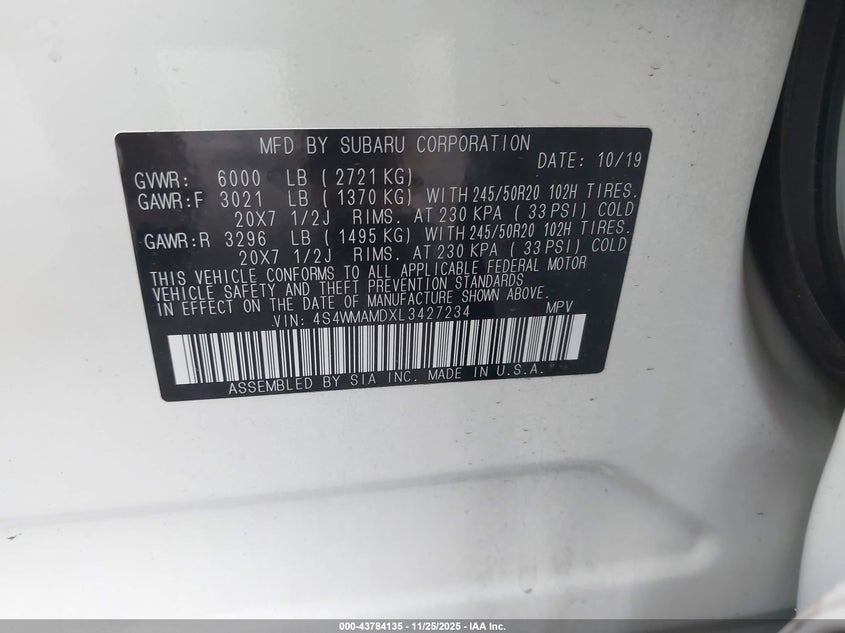 MFD BY SUBARU CORPORATION
DATE: 10/19
GVWR: 6000 LB ( 2721 KG)
GAWR:F 3021 LB ( 1370 KG) WITH 245/50R20 102H TIRES.
20X7 1/2J RIMS. AT 230 KPA ( 33 PSI) COLD
GAWR:R 3296 LB ( 1495 KG) WITH 245/50R20 102H TIRES.
20X7 1/2J RIMS. AT 230 KPA ( 33 PSI) COLD
THIS VEHICLE CONFORMS TO ALL APPLICABLE FEDERAL MOTOR
VEHICLE SAFETY AND THEFT PREVENTION STANDARDS
IN EFFECT ON THE DATE OF MANUFACTURE SHOWN ABOVE.
VIN: 4S4WMAMDXL3427234 MPV
ASSEMBLED BY SIA INC. MADE IN U.S.A.
000-43784135 - 11/25/2025 - IAA Inc.